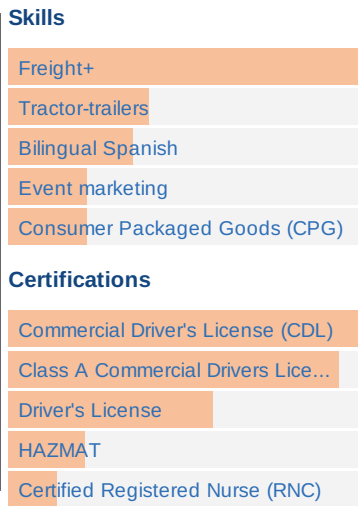 Skills
Freight+
Tractor-trailers
Bilingual Spanish
Event marketing
Consumer Packaged Goods (CPG)
Certifications
Commercial Driver's License (CDL)
Class A Commercial Drivers Lice...
Driver's License
HAZMAT
Certified Registered Nurse (RNC)